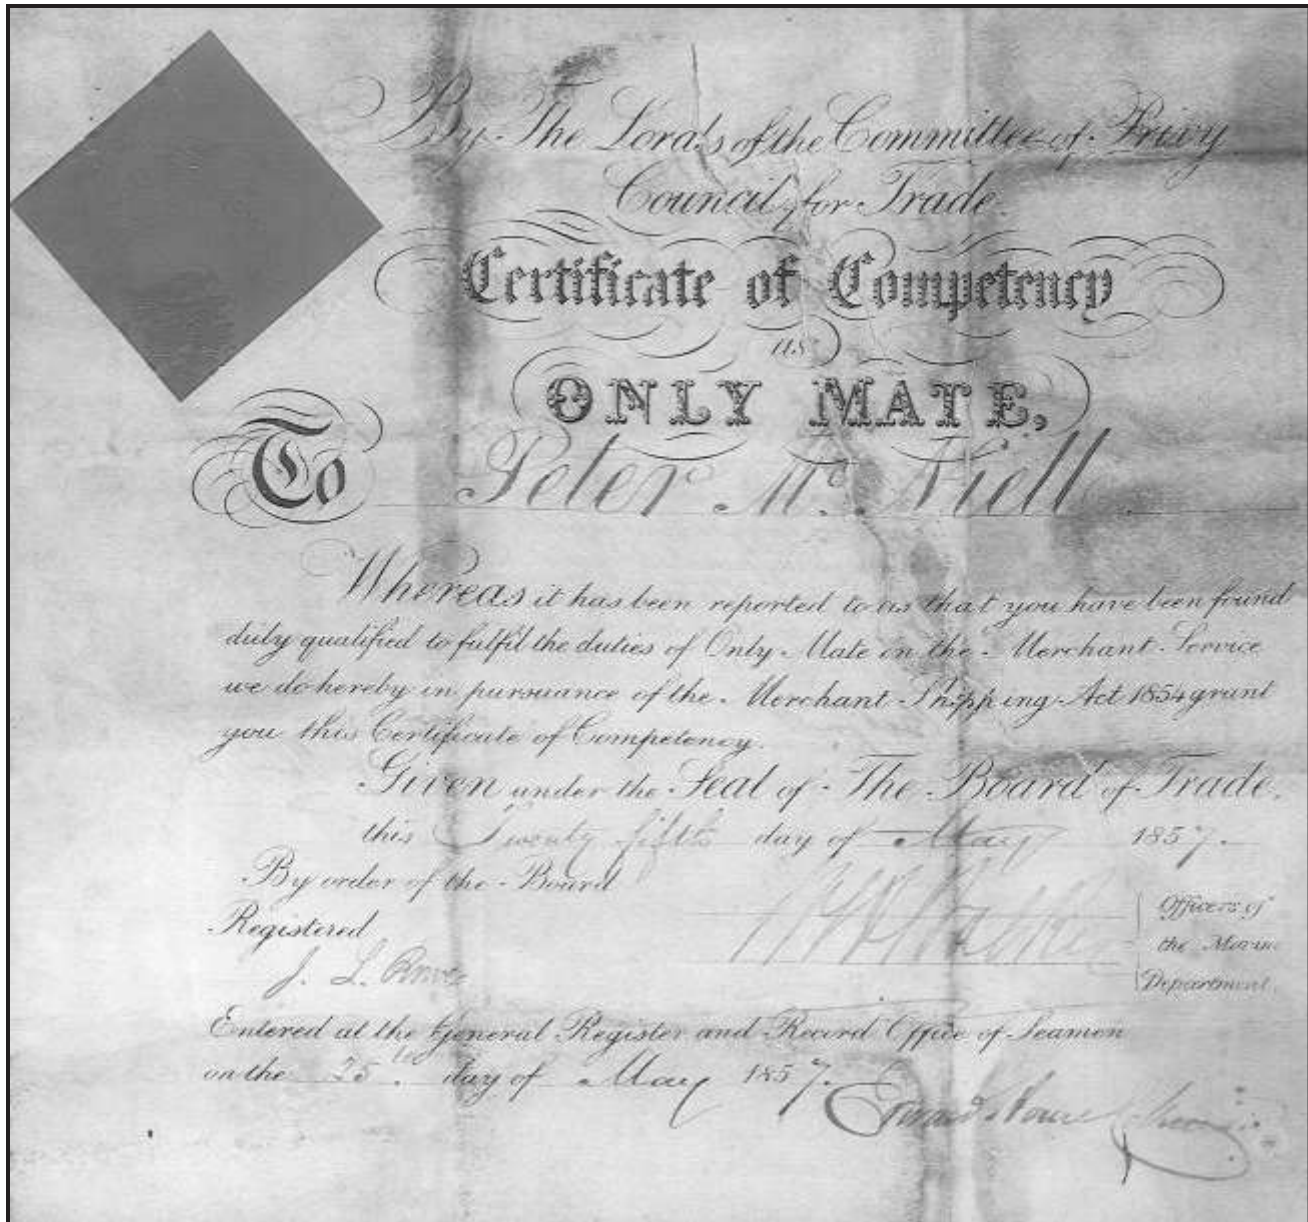 By The Lords of the Committee of Privy
Council for Trade.
Certificate of Competency
as
ONLY MATE,
To Peter Mc. Niell
Whereas it has been reported to us that you have been found
duly qualified to fulfil the duties of Only Mate in the Merchant Service
we do hereby in pursuance of the Merchant Shipping Act 1854 grant
you this Certificate of Competency.
Given under the Seal of The Board of Trade.
this Twenty fifth day of May 1857.
By order of the Board
Officers of
the Marine
Department.
Registered
J. L.
Entered at the General Register and Record Office of Seamen
on the 25th day of May 1857.